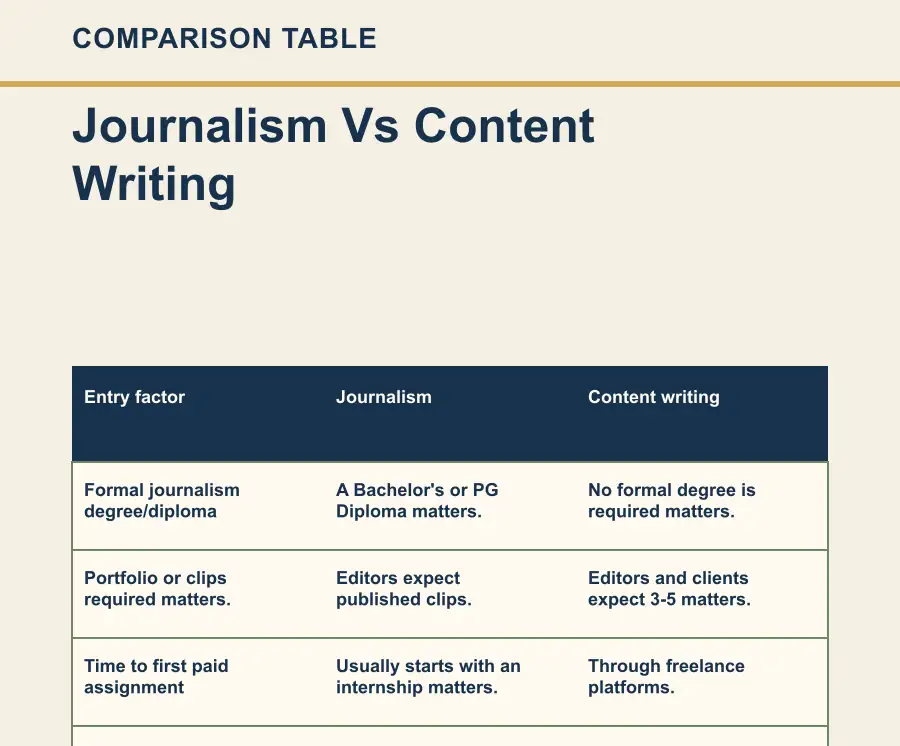 COMPARISON TABLE
Journalism Vs Content
Writing
Entry factor
Journalism
Content writing
Formal journalism
degree/diploma
A Bachelor's or PG
Diploma matters.
No formal degree is
required matters.
Portfolio or clips
required matters.
Editors expect
published clips.
Editors and clients
expect 3-5 matters.
Time to first paid
assignment
Usually starts with an
internship matters.
Through freelance
platforms.